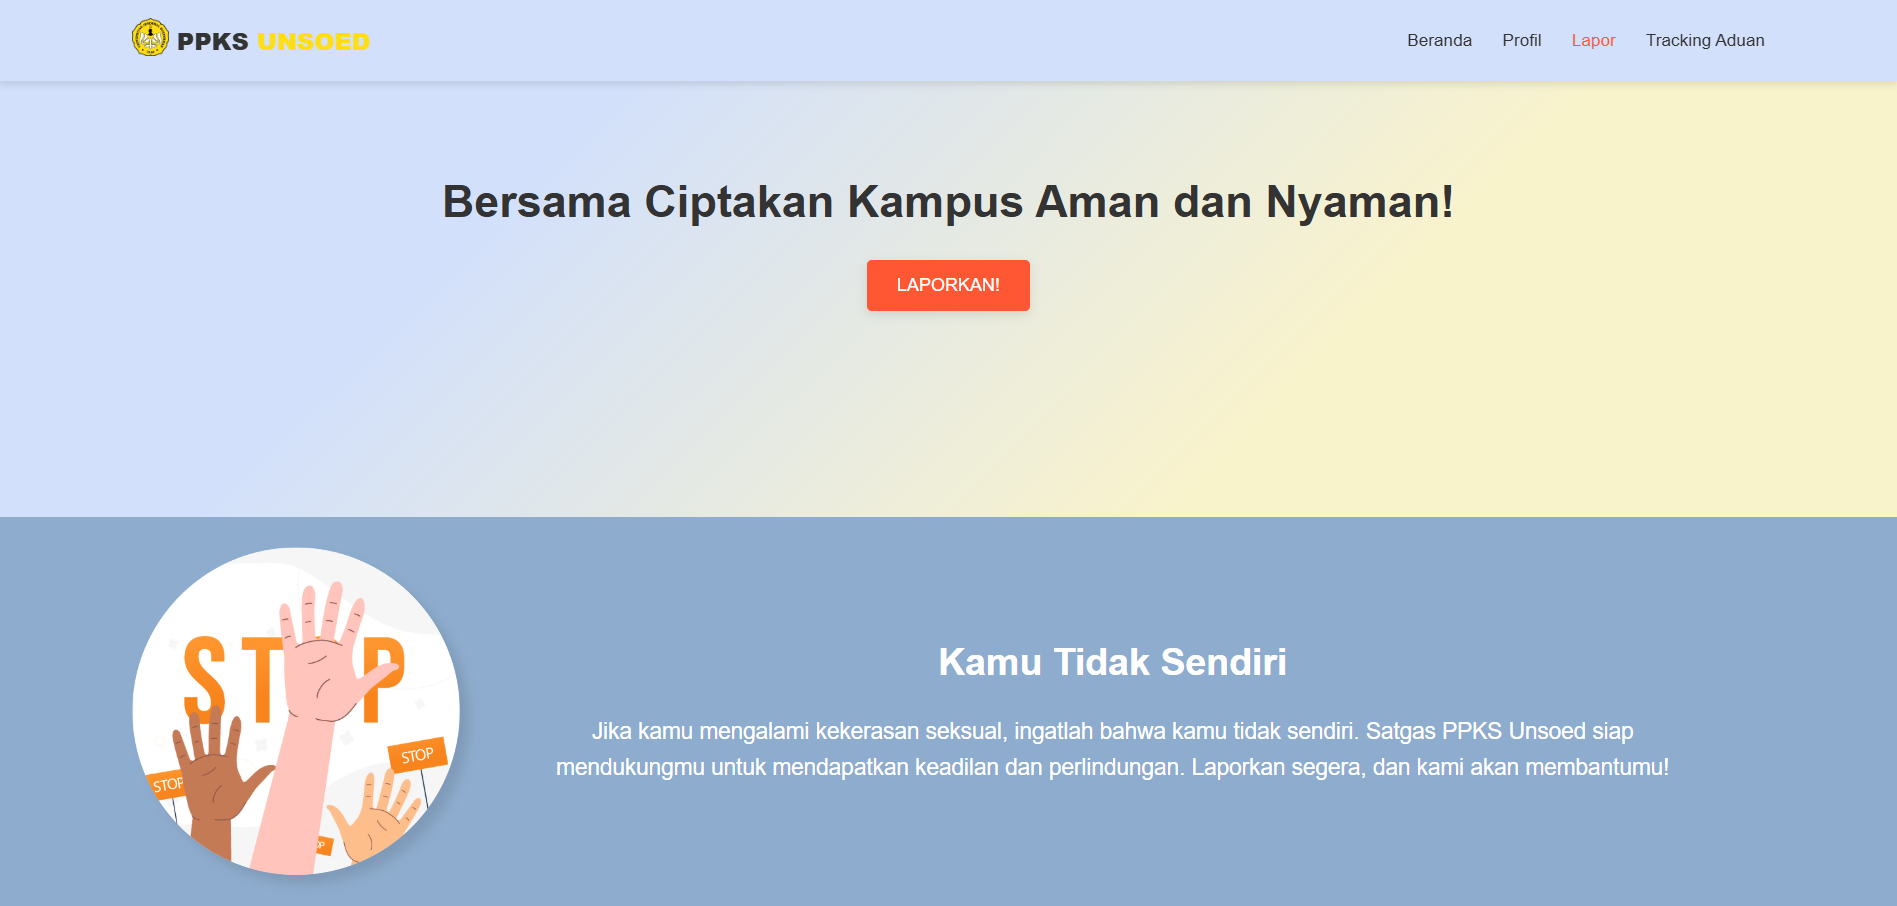 PPKS UNSOED
Beranda Profil Lapor Tracking Aduan
Bersama Ciptakan Kampus Aman dan Nyaman!
LAPORKAN!
STOP
STOP
STOP
Kamu Tidak Sendiri
Jika kamu mengalami kekerasan seksual, ingatlah bahwa kamu tidak sendiri. Satgas PPKS Unsoed siap
mendukungmu untuk mendapatkan keadilan dan perlindungan. Laporkan segera, dan kami akan membantumu!